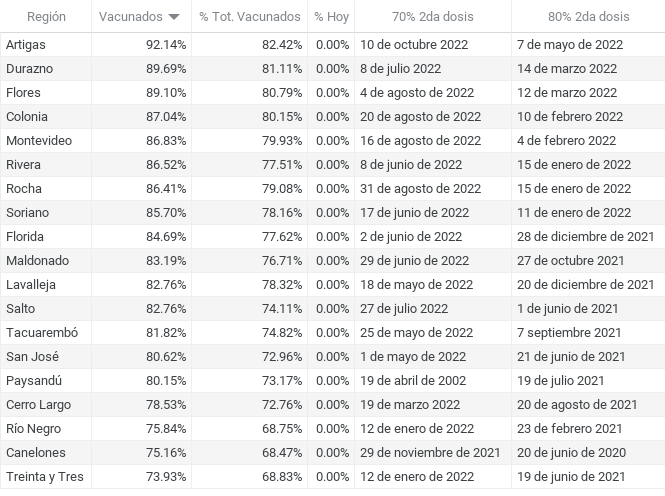 Región Vacunados % Tot. Vacunados % Hoy 70% 2da dosis 80% 2da dosis
Artigas 92.14% 82.42% 0.00% 10 de octubre 2022 7 de mayo de 2022
Durazno 89.69% 81.11% 0.00% 8 de julio 2022 14 de marzo 2022
Flores 89.10% 80.79% 0.00% 4 de agosto de 2022 12 de marzo 2022
Colonia 87.04% 80.15% 0.00% 20 de agosto de 2022 10 de febrero 2022
Montevideo 86.83% 79.93% 0.00% 16 de agosto 2022 4 de febrero 2022
Rivera 86.52% 77.51% 0.00% 8 de junio de 2022 15 de enero de 2022
Rocha 86.41% 79.08% 0.00% 31 de agosto de 2022 15 de enero de 2022
Soriano 85.70% 78.16% 0.00% 17 de junio de 2022 11 de enero de 2022
Florida 84.69% 77.62% 0.00% 2 de junio de 2022 28 de diciembre de 2021
Maldonado 83.19% 76.71% 0.00% 29 de junio de 2022 27 de octubre 2021
Lavalleja 82.76% 78.32% 0.00% 18 de mayo de 2022 20 de diciembre de 2021
Salto 82.76% 74.11% 0.00% 27 de julio 2022 1 de junio de 2021
Tacuarembó 81.82% 74.82% 0.00% 25 de mayo de 2022 7 septiembre 2021
San José 80.62% 72.96% 0.00% 1 de mayo de 2022 21 de junio de 2021
Paysandú 80.15% 73.17% 0.00% 19 de abril de 2002 19 de julio 2021
Cerro Largo 78.53% 72.76% 0.00% 19 de marzo 2022 20 de agosto de 2021
Río Negro 75.84% 68.75% 0.00% 12 de enero de 2022 23 de febrero 2021
Canelones 75.16% 68.47% 0.00% 29 de noviembre de 2021 20 de junio de 2020
Treinta y Tres 73.93% 68.83% 0.00% 12 de enero de 2022 19 de junio de 2021